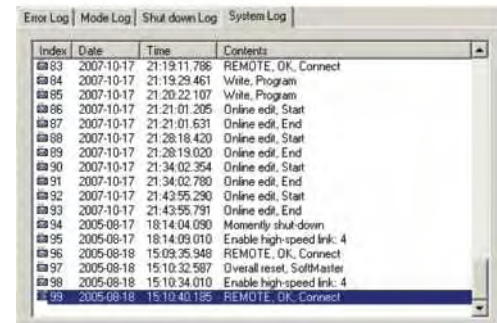 Error Log Mode Log Shut down Log System Log
Index Date Time Contents
83 2007-10-17 21:19:11.786 REMOTE, OK, Connect
84 2007-10-17 21:19:29.461 Write, Program
85 2007-10-17 21:20:22.107 Write, Program
86 2007-10-17 21:21:01.205 Online edit, Start
87 2007-10-17 21:21:01.631 Online edit, End
88 2007-10-17 21:28:18.420 Online edit, Start
89 2007-10-17 21:28:19.020 Online edit, End
90 2007-10-17 21:34:02.354 Online edit, Start
91 2007-10-17 21:34:02.780 Online edit, End
92 2007-10-17 21:43:55.290 Online edit, Start
93 2007-10-17 21:43:55.791 Online edit, End
94 2005-08-17 18:14:04.090 Momently shut-down
95 2005-08-17 18:14:09.010 Enable high-speed link: 4
96 2005-08-18 15:09:35.948 REMOTE, OK, Connect
97 2005-08-18 15:10:32.587 Overall reset, SoftMaster
98 2005-08-18 15:10:34.010 Enable high-speed link: 4
99 2005-08-18 15:10:40.185 REMOTE, OK, Connect